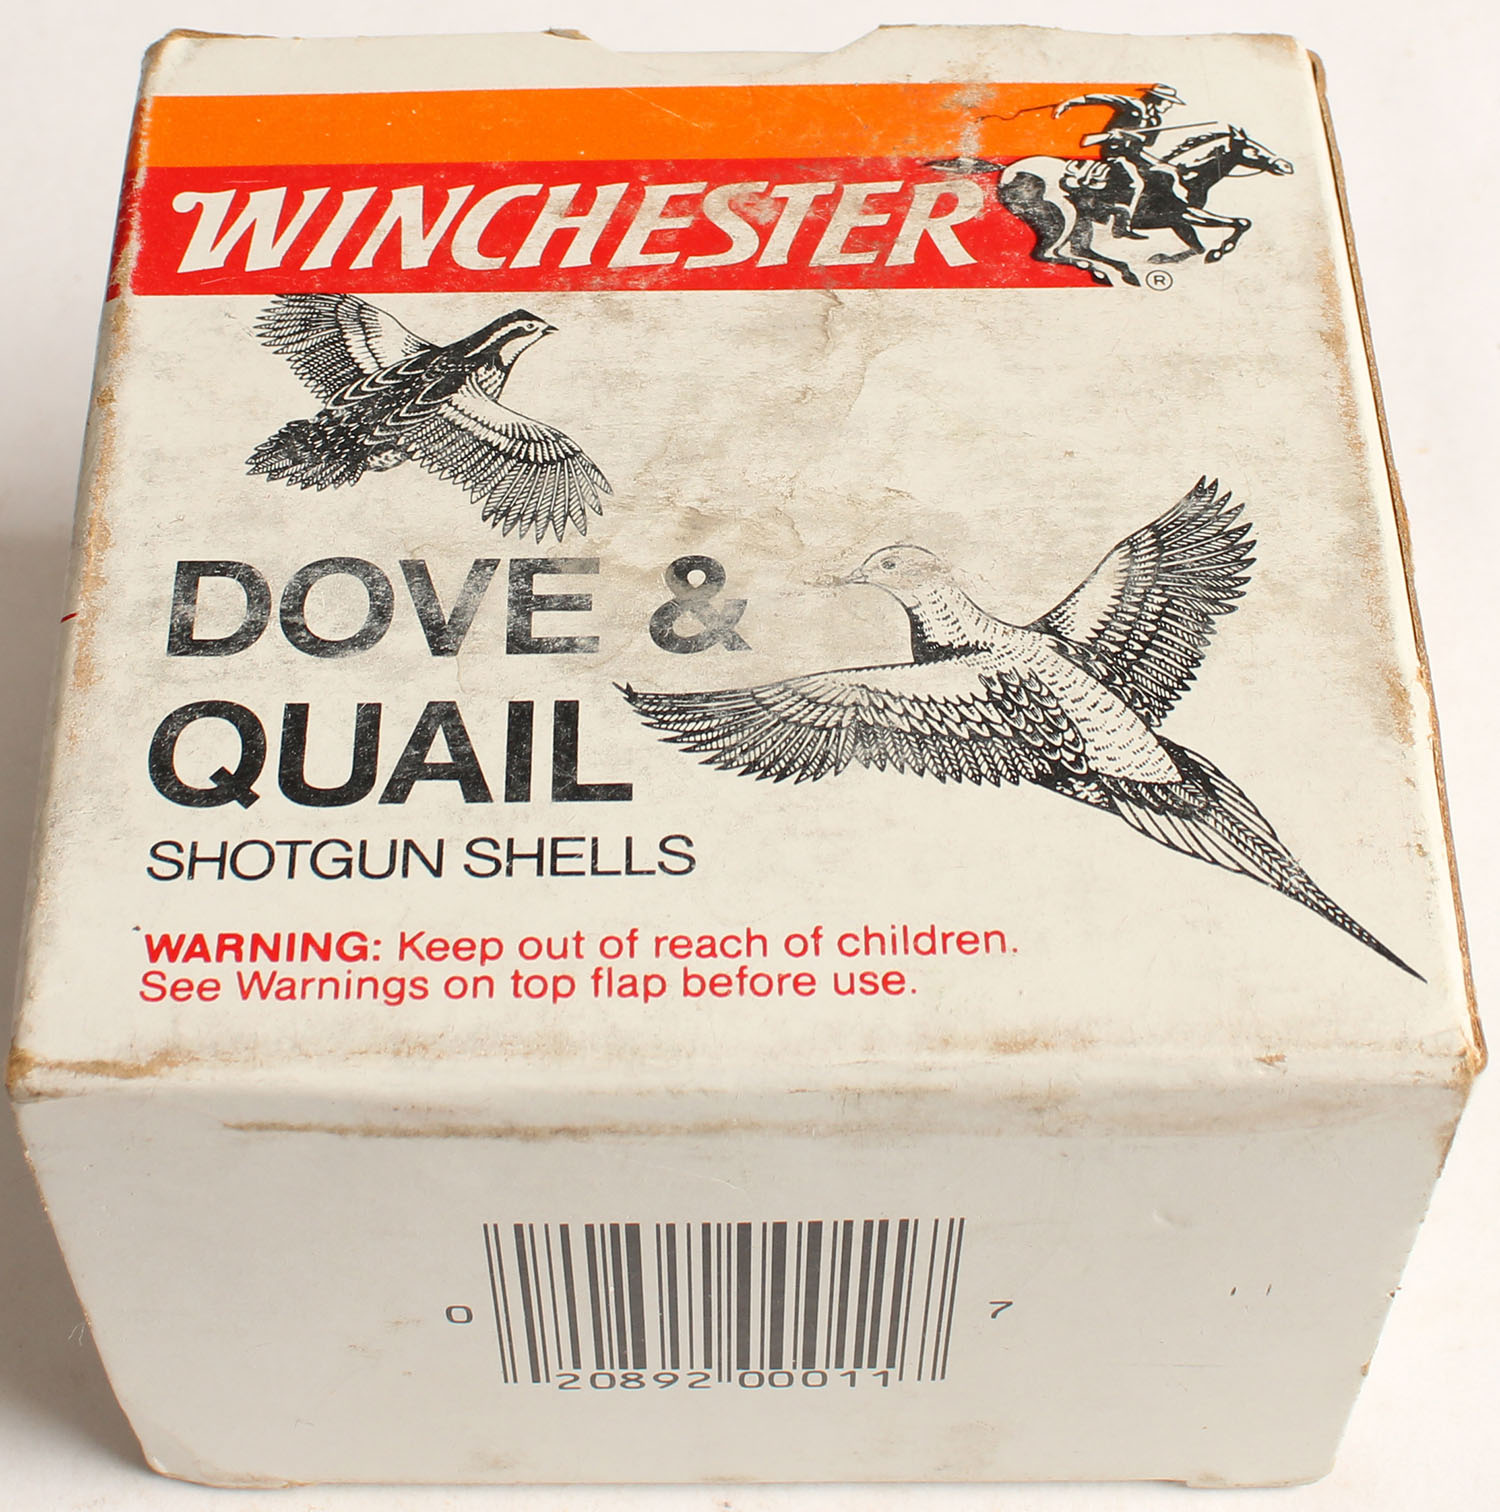 WINCHESTER
®
DOVE &
QUAIL
SHOTGUN SHELLS
WARNING: Keep out of reach of children.
See Warnings on top flap before use.
0 20892 00011 7